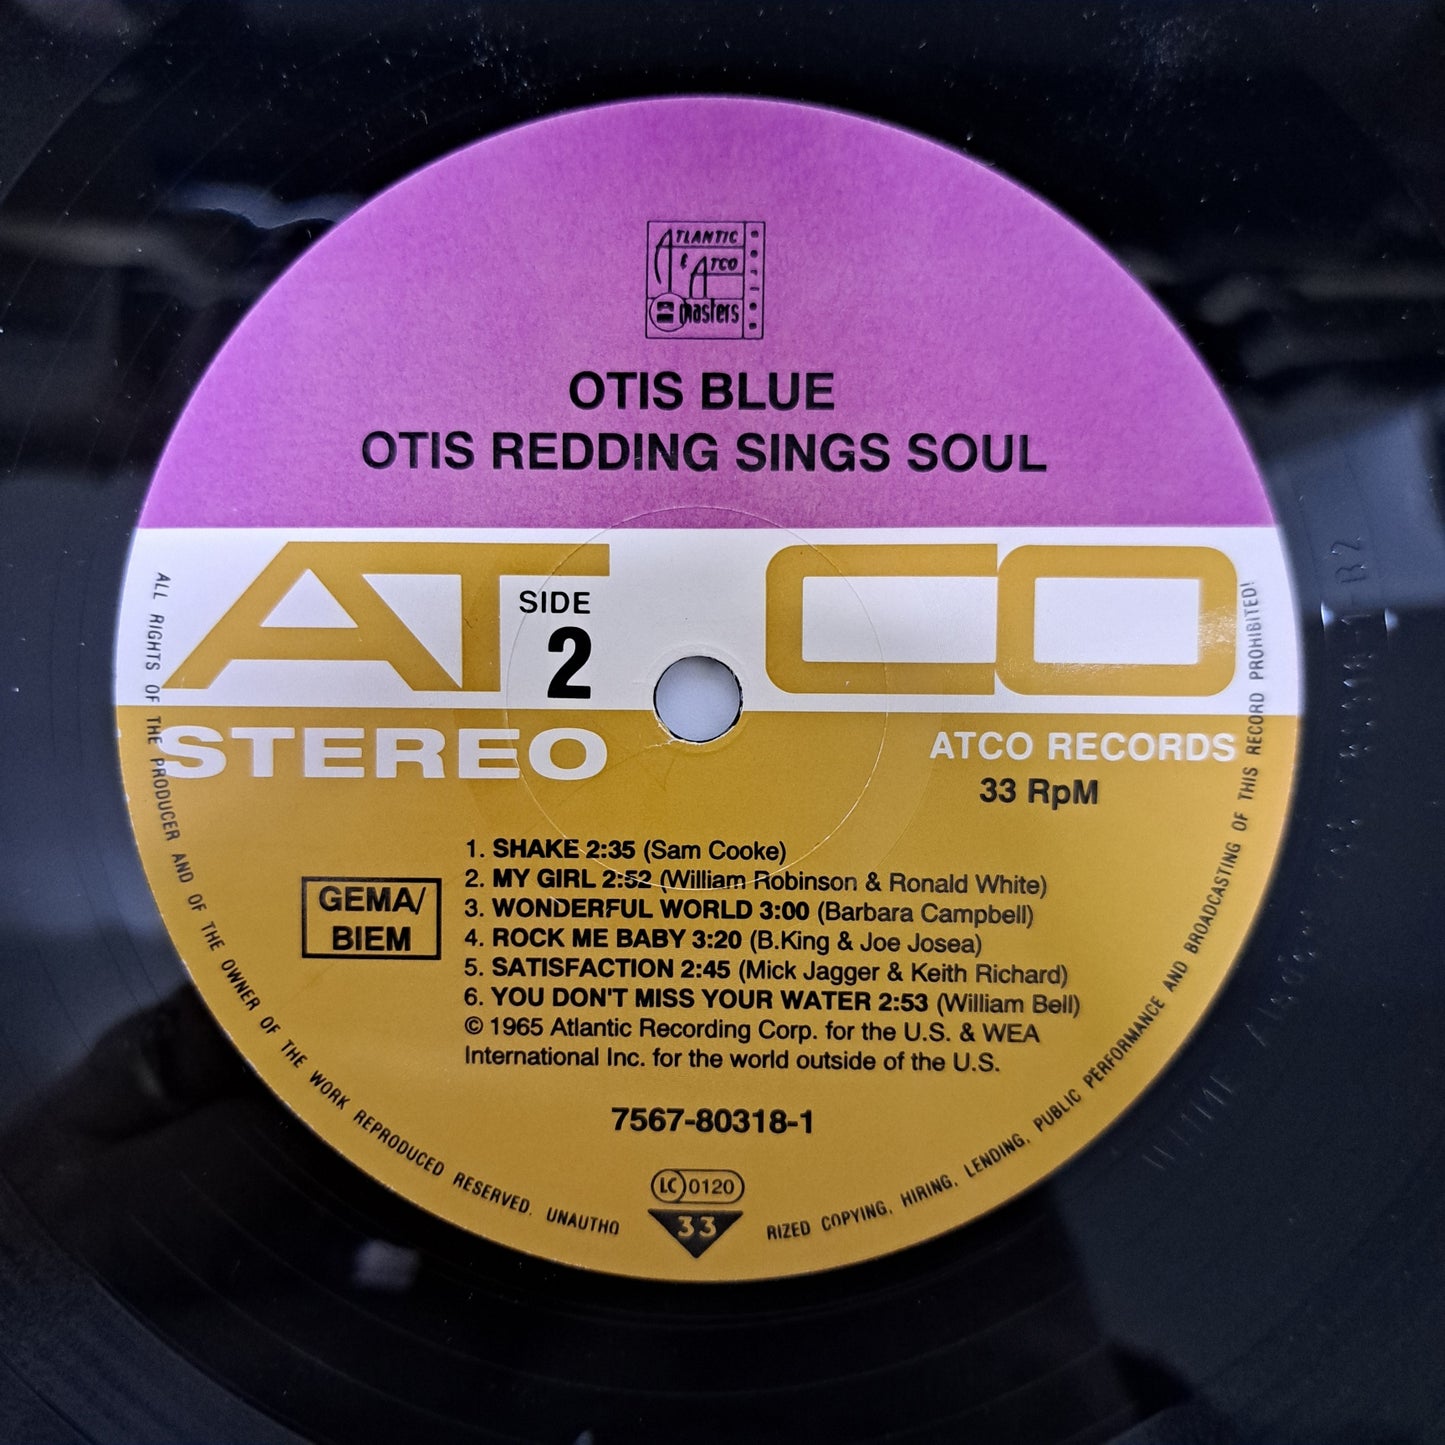 ATLANTIC
& ATCO
masters
series
OTIS BLUE
OTIS REDDING SINGS SOUL
ATCO
SIDE
2
STEREO
ATCO RECORDS
33 RpM
GEMA/
BIEM
1. SHAKE 2:35 (Sam Cooke)
2. MY GIRL 2:52 (William Robinson & Ronald White)
3. WONDERFUL WORLD 3:00 (Barbara Campbell)
4. ROCK ME BABY 3:20 (B.King & Joe Josea)
5. SATISFACTION 2:45 (Mick Jagger & Keith Richard)
6. YOU DON'T MISS YOUR WATER 2:53 (William Bell)
© 1965 Atlantic Recording Corp. for the U.S. & WEA
International Inc. for the world outside of the U.S.
7567-80318-1
LC 0120
33
ALL RIGHTS OF THE PRODUCER AND OF THE OWNER OF THE WORK REPRODUCED RESERVED. UNAUTHO
RIZED COPYING, HIRING, LENDING, PUBLIC PERFORMANCE AND BROADCASTING OF THIS RECORD PROHIBITED!